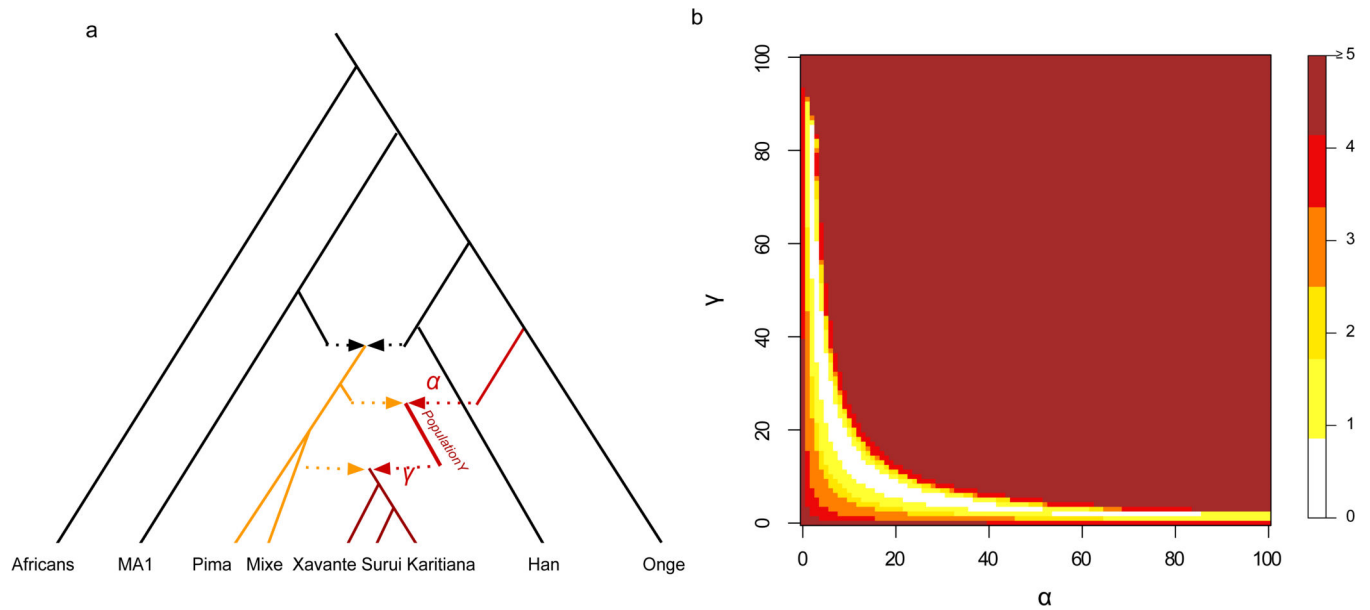 a
α
PopulationY
γ
Africans MA1 Pima Mixe Xavante Surui Karitiana Han Onge
b
100
80
60
40
20
0
γ
0 20 40 60 80 100
α
≥ 5
4
3
2
1
0